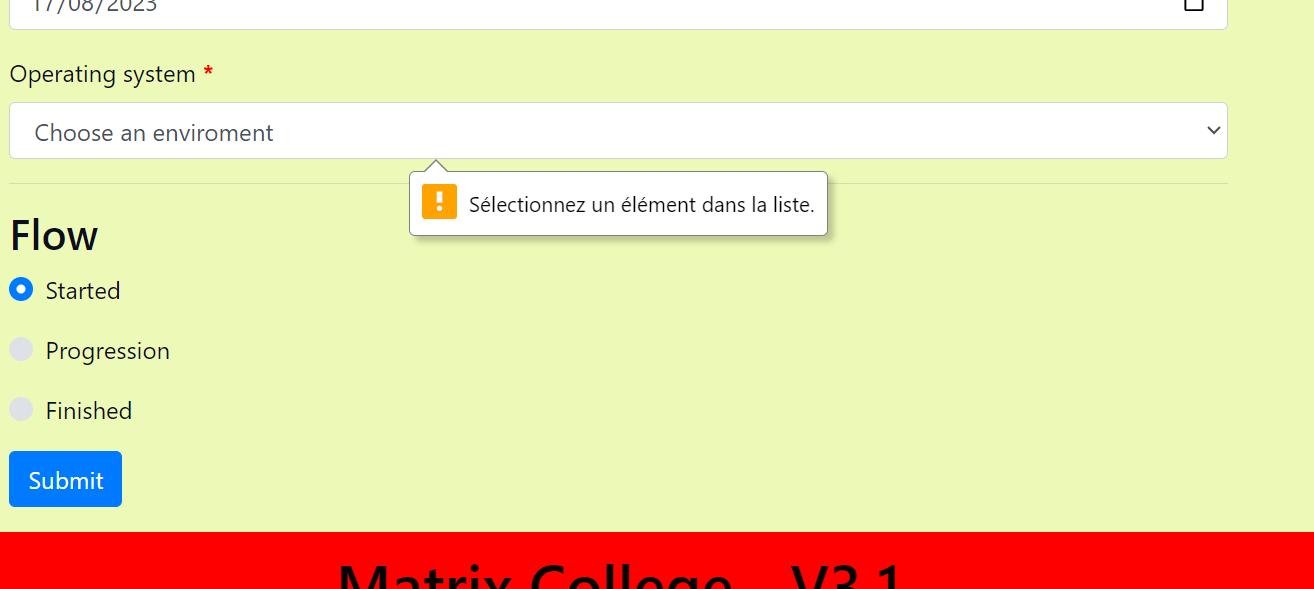 17/08/2023
Operating system *
Choose an enviroment
Sélectionnez un élément dans la liste.
Flow
Started
Progression
Finished
Submit
Matrix College - V3.1